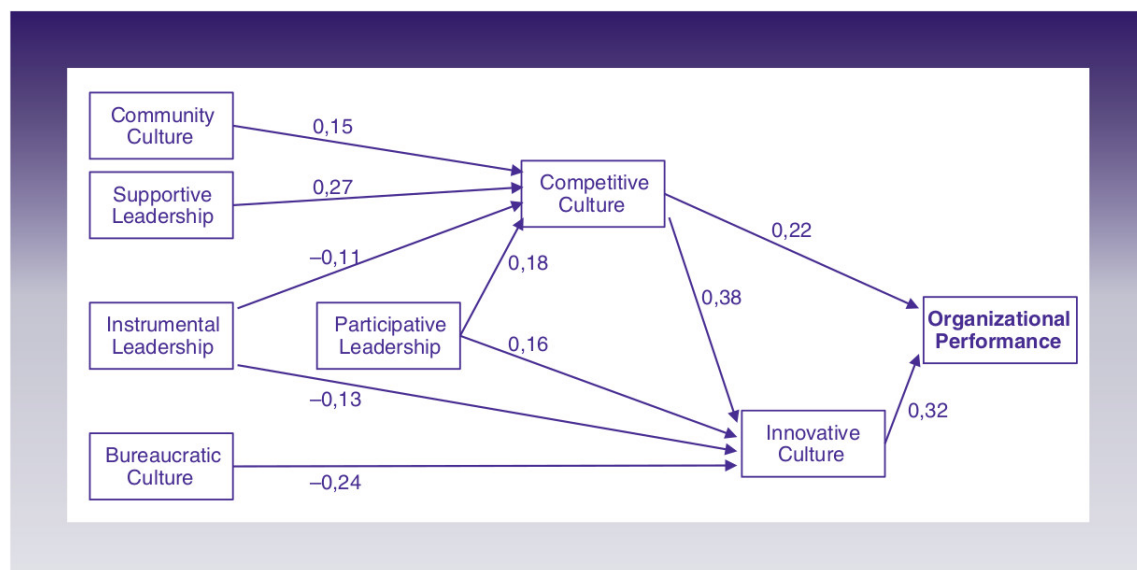 Community
Culture
0,15
Supportive
Leadership
0,27
Competitive
Culture
–0,11
0,18
0,22
0,38
Instrumental
Leadership
Participative
Leadership
0,16
Organizational
Performance
–0,13
0,32
Innovative
Culture
Bureaucratic
Culture
–0,24